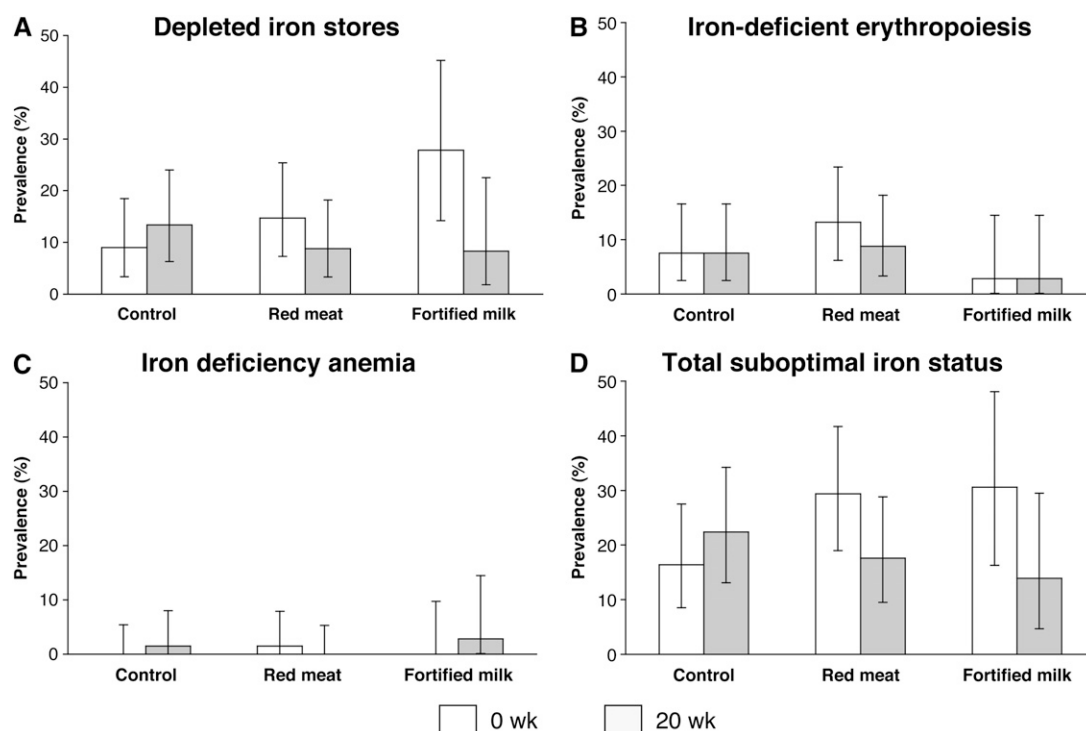 A Depleted iron stores
Prevalence (%)
50
40
30
20
10
0
Control Red meat Fortified milk
B Iron-deficient erythropoiesis
Prevalence (%)
50
40
30
20
10
0
Control Red meat Fortified milk
C Iron deficiency anemia
Prevalence (%)
50
40
30
20
10
0
Control Red meat Fortified milk
D Total suboptimal iron status
Prevalence (%)
50
40
30
20
10
0
Control Red meat Fortified milk
0 wk 20 wk